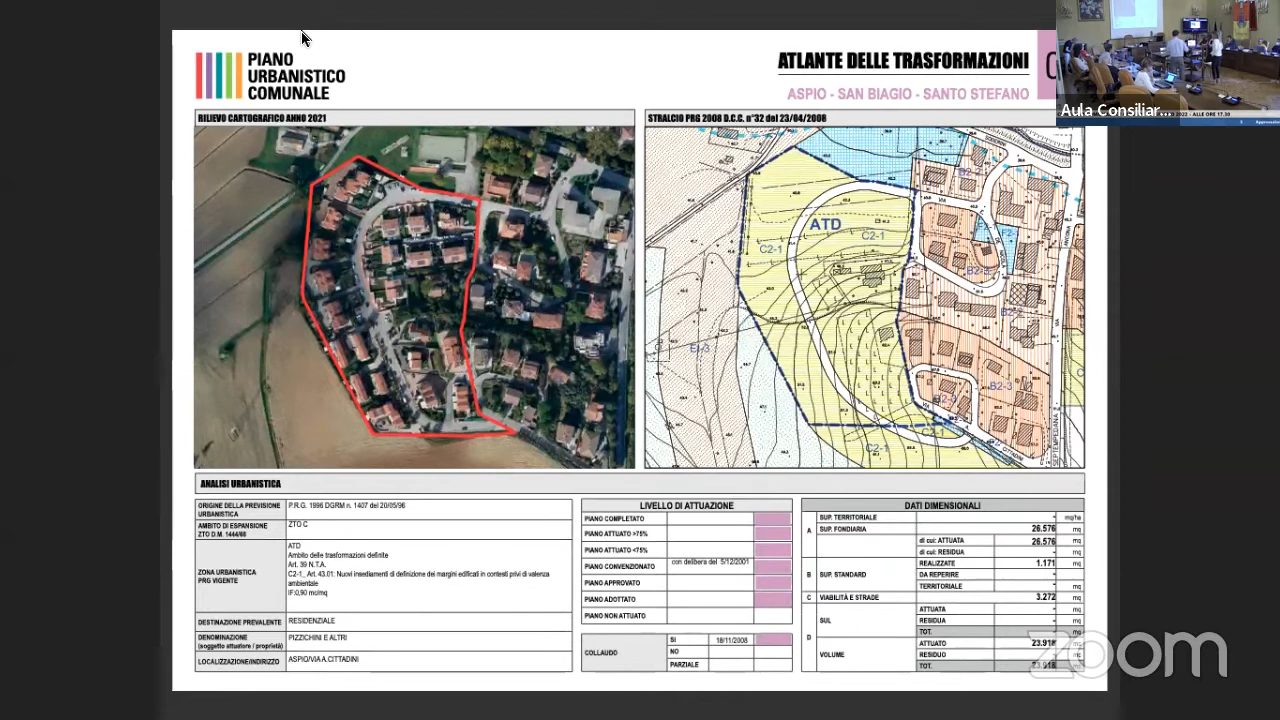 PIANO
URBANISTICO
COMUNALE
ATLANTE DELLE TRASFORMAZIONI
ASPIO - SAN BIAGIO - SANTO STEFANO
Aula Consiliar
RILIEVO CARTOGRAFICO ANNO 2021
STRALCIO PRG 2008 D.C.C. n°32 del 23/04/2008
ATD
C2-1
C2-1
C2-1
C2-1
B2-3
ANALISI URBANISTICA
ORIGINE DELLA PREVISIONE URBANISTICA
P.R.G. 1996 DGRM n. 1407 del 20/05/96
AMBITO DI ESPANSIONE ZTO D.M. 1444/68
ZTO C
ZONA URBANISTICA PRG VIGENTE
ATD
Ambito delle trasformazioni definite
Art. 39 N.T.A.
C2-1_ Art. 43.01: Nuovi insediamenti di definizione dei margini edificati in contesti privi di valenza
ambientale
IF:0,90 mc/mq
DESTINAZIONE PREVALENTE
RESIDENZIALE
DENOMINAZIONE (soggetto attuatore / proprietà)
PIZZICHINI E ALTRI
LOCALIZZAZIONE/INDIRIZZO
ASPIO/VIA A.CITTADINI
LIVELLO DI ATTUAZIONE
PIANO COMPLETATO
PIANO ATTUATO >75%
PIANO ATTUATO <75%
PIANO CONVENZIONATO con delibera del 5/12/2001
PIANO APPROVATO
PIANO ADOTTATO
PIANO NON ATTUATO
COLLAUDO
SI 18/11/2008
NO
PARZIALE
DATI DIMENSIONALI
A SUP. TERRITORIALE - mq/ha
SUP. FONDIARIA 26.576 mq
di cui: ATTUATA 26.576 mq
di cui: RESIDUA - mq
B SUP. STANDARD
REALIZZATE 1.171 mq
DA REPERIRE - mq
TERRITORIALE - mq
C VIABILITÀ E STRADE 3.272 mq
D SUL
ATTUATA - mq
RESIDUA - mq
TOT. - mq
VOLUME
ATTUATO 23.918
RESIDUO
TOT. 23.918
zoom